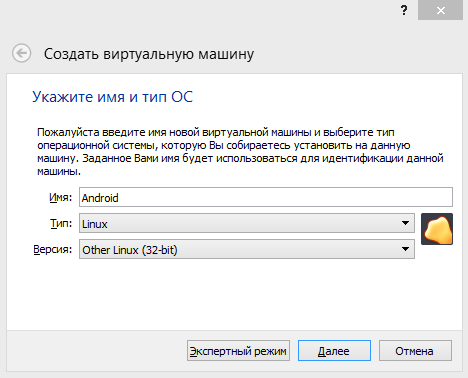 ?
Создать виртуальную машину
Укажите имя и тип ОС
Пожалуйста введите имя новой виртуальной машины и выберите тип
операционной системы, которую Вы собираетесь установить на данную
машину. Заданное Вами имя будет использоваться для идентификации данной
машины.
Имя: Android
Тип: Linux
Версия: Other Linux (32-bit)
Экспертный режим Далее Отмена